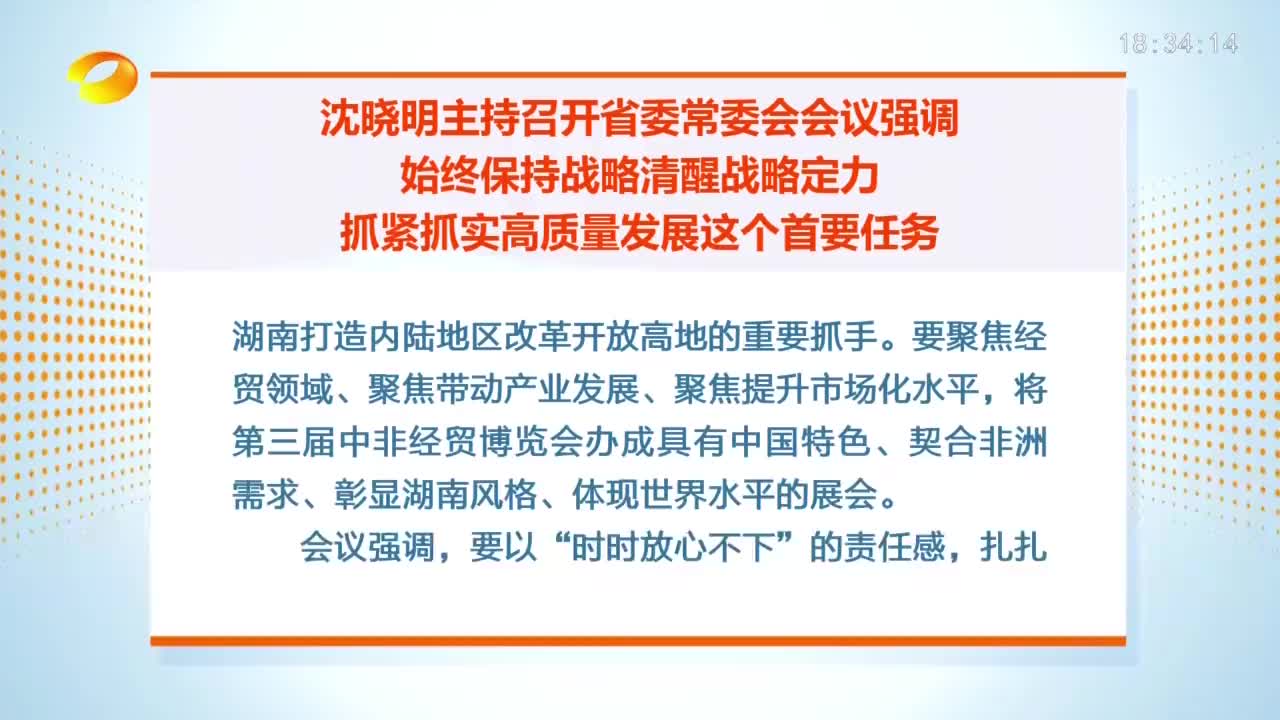 18:34:14
沈晓明主持召开省委常委会会议强调
始终保持战略清醒战略定力
抓紧抓实高质量发展这个首要任务
湖南打造内陆地区改革开放高地的重要抓手。要聚焦经
贸领域、聚焦带动产业发展、聚焦提升市场化水平，将
第三届中非经贸博览会办成具有中国特色、契合非洲
需求、彰显湖南风格、体现世界水平的展会。
会议强调，要以“时时放心不下”的责任感，扎扎